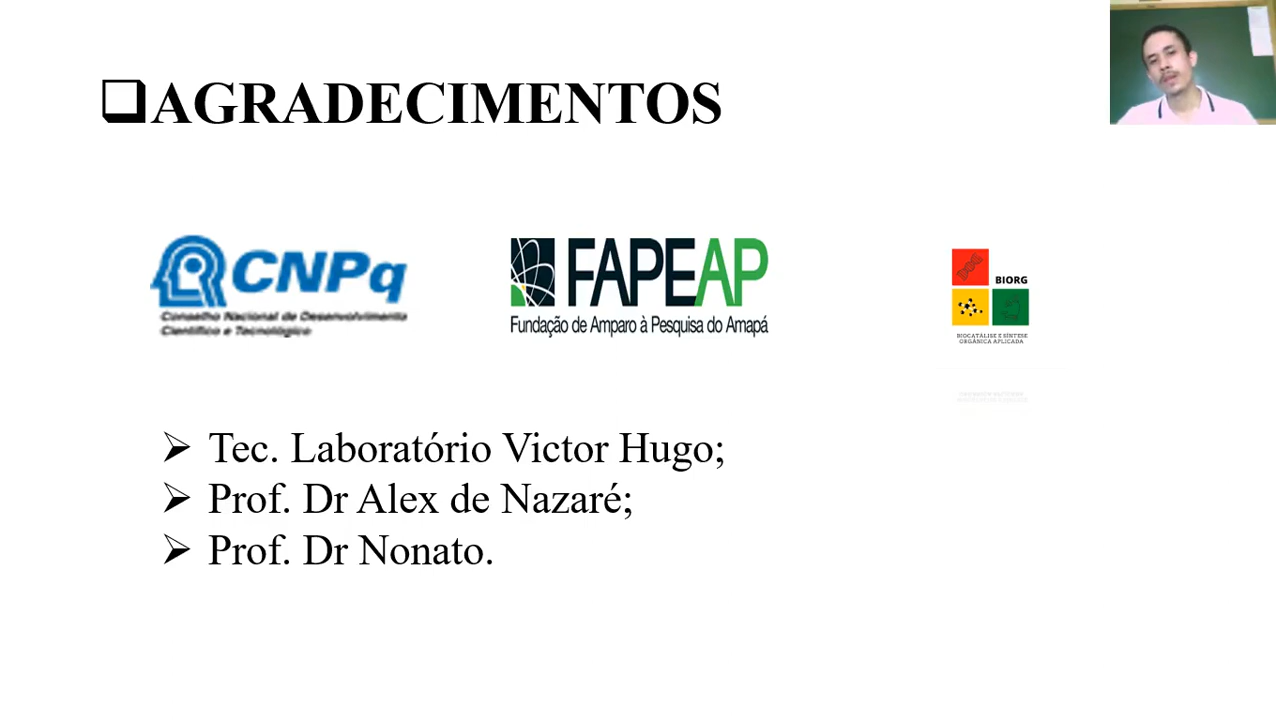 AGRADECIMENTOS
CNPq
Conselho Nacional de Desenvolvimento
Científico e Tecnológico
FAPEAP
Fundação de Amparo à Pesquisa do Amapá
BIORG
BIOCATÁLISE E SÍNTESE
ORGÂNICA APLICADA
Tec. Laboratório Victor Hugo;
Prof. Dr Alex de Nazaré;
Prof. Dr Nonato.